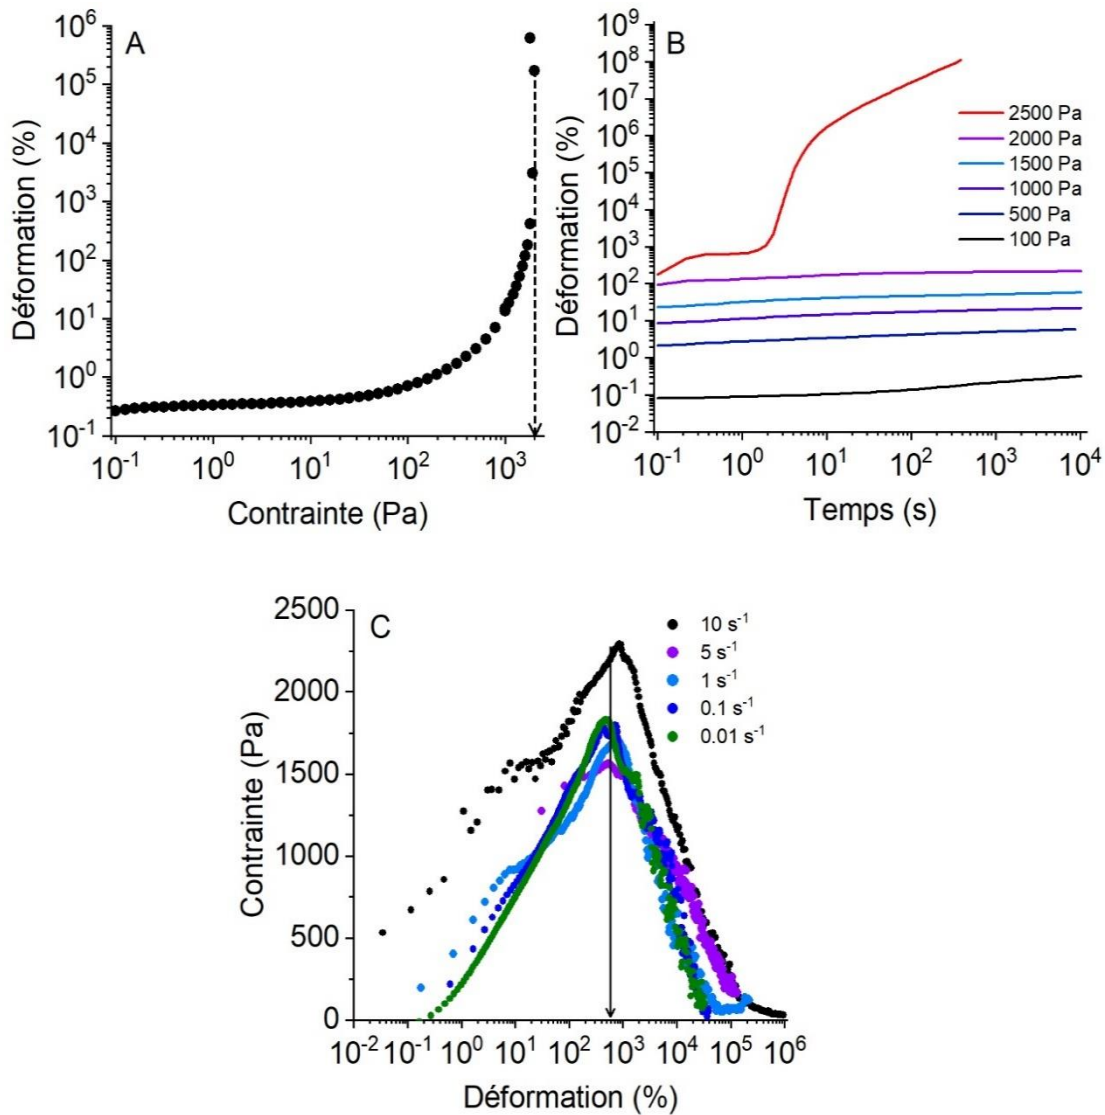 A
Déformation (%)
10^6
10^5
10^4
10^3
10^2
10^1
10^0
10^-1
10^-1 10^0 10^1 10^2 10^3
Contrainte (Pa)
B
Déformation (%)
10^9
10^8
10^7
10^6
10^5
10^4
10^3
10^2
10^1
10^0
10^-1
10^-2
2500 Pa
2000 Pa
1500 Pa
1000 Pa
500 Pa
100 Pa
10^-1 10^0 10^1 10^2 10^3 10^4
Temps (s)
C
Contrainte (Pa)
2500
2000
1500
1000
500
0
10 s^-1
5 s^-1
1 s^-1
0.1 s^-1
0.01 s^-1
10^-2 10^-1 10^0 10^1 10^2 10^3 10^4 10^5 10^6
Déformation (%)